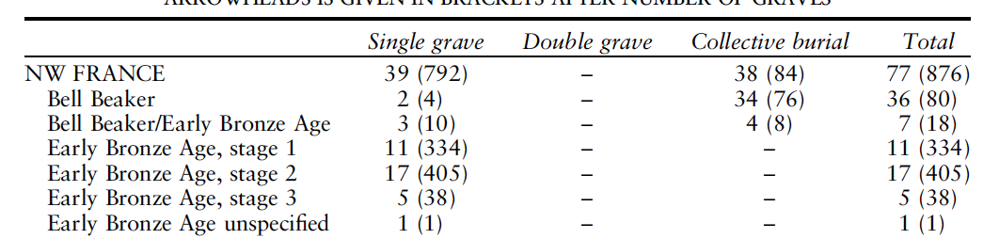 ARROWHEADS IS GIVEN IN BRACKETS AFTER NUMBER OF GRAVES
Single grave Double grave Collective burial Total
NW FRANCE 39 (792) – 38 (84) 77 (876)
Bell Beaker 2 (4) – 34 (76) 36 (80)
Bell Beaker/Early Bronze Age 3 (10) – 4 (8) 7 (18)
Early Bronze Age, stage 1 11 (334) – – 11 (334)
Early Bronze Age, stage 2 17 (405) – – 17 (405)
Early Bronze Age, stage 3 5 (38) – – 5 (38)
Early Bronze Age unspecified 1 (1) – – 1 (1)